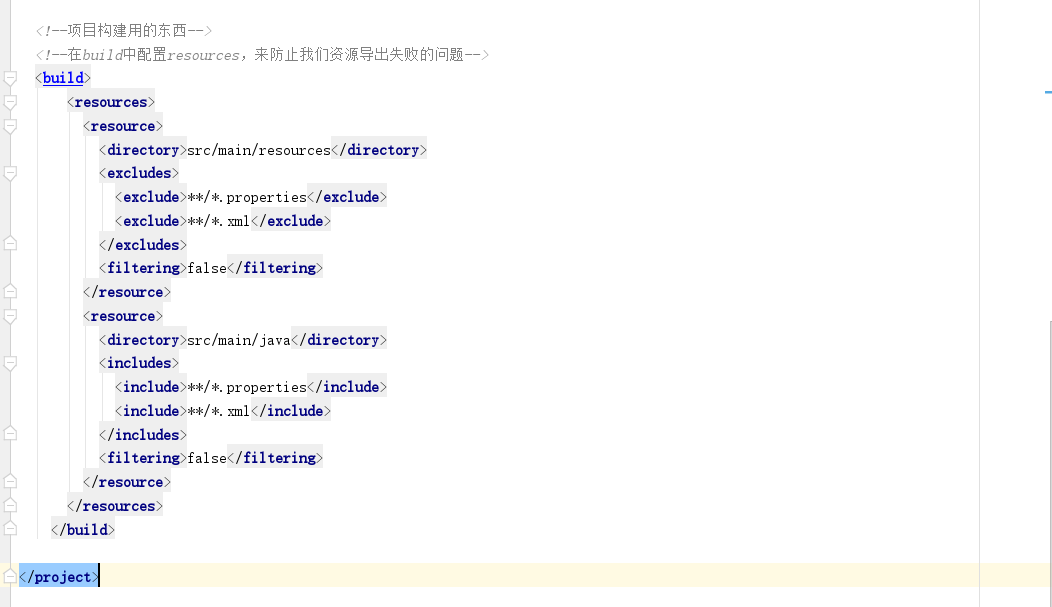 <!--项目构建用的东西-->
<!--在build中配置resources，来防止我们资源导出失败的问题-->
<build>
<resources>
<resource>
<directory>src/main/resources</directory>
<excludes>
<exclude>**/*.properties</exclude>
<exclude>**/*.xml</exclude>
</excludes>
<filtering>false</filtering>
</resource>
<resource>
<directory>src/main/java</directory>
<includes>
<include>**/*.properties</include>
<include>**/*.xml</include>
</includes>
<filtering>false</filtering>
</resource>
</resources>
</build>
</project>